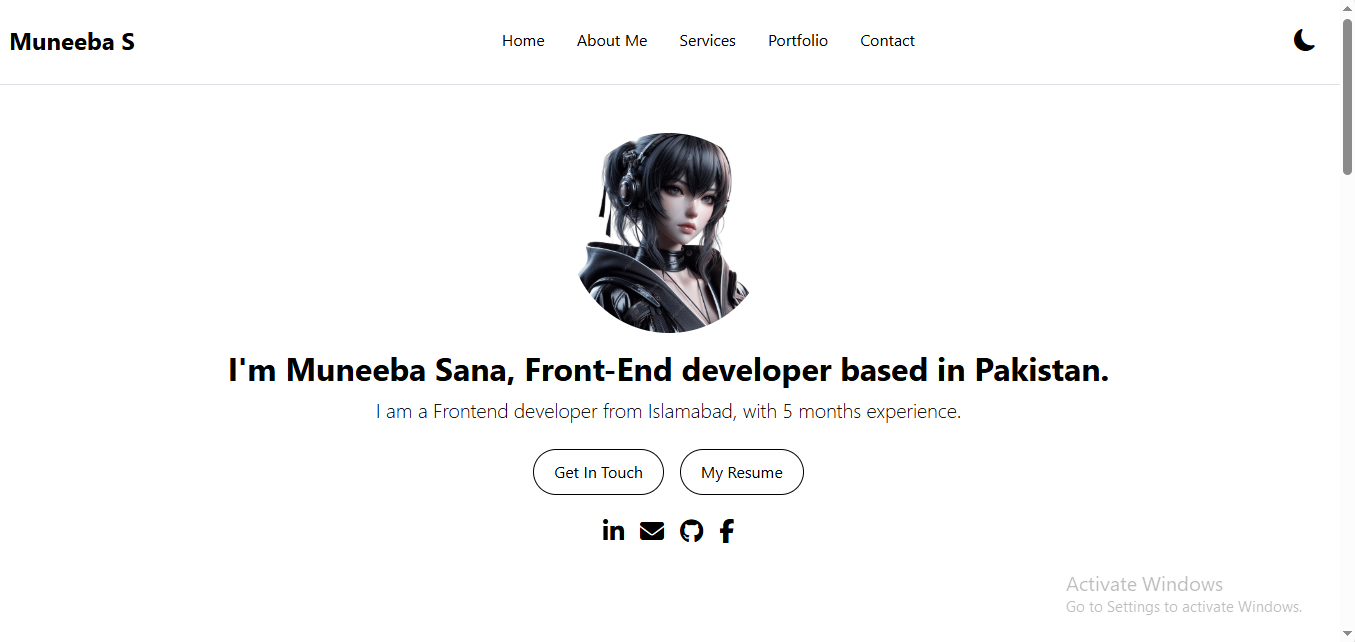 Muneeba S
Home About Me Services Portfolio Contact
I'm Muneeba Sana, Front-End developer based in Pakistan.
I am a Frontend developer from Islamabad, with 5 months experience.
Get In Touch My Resume
in
Activate Windows
Go to Settings to activate Windows.